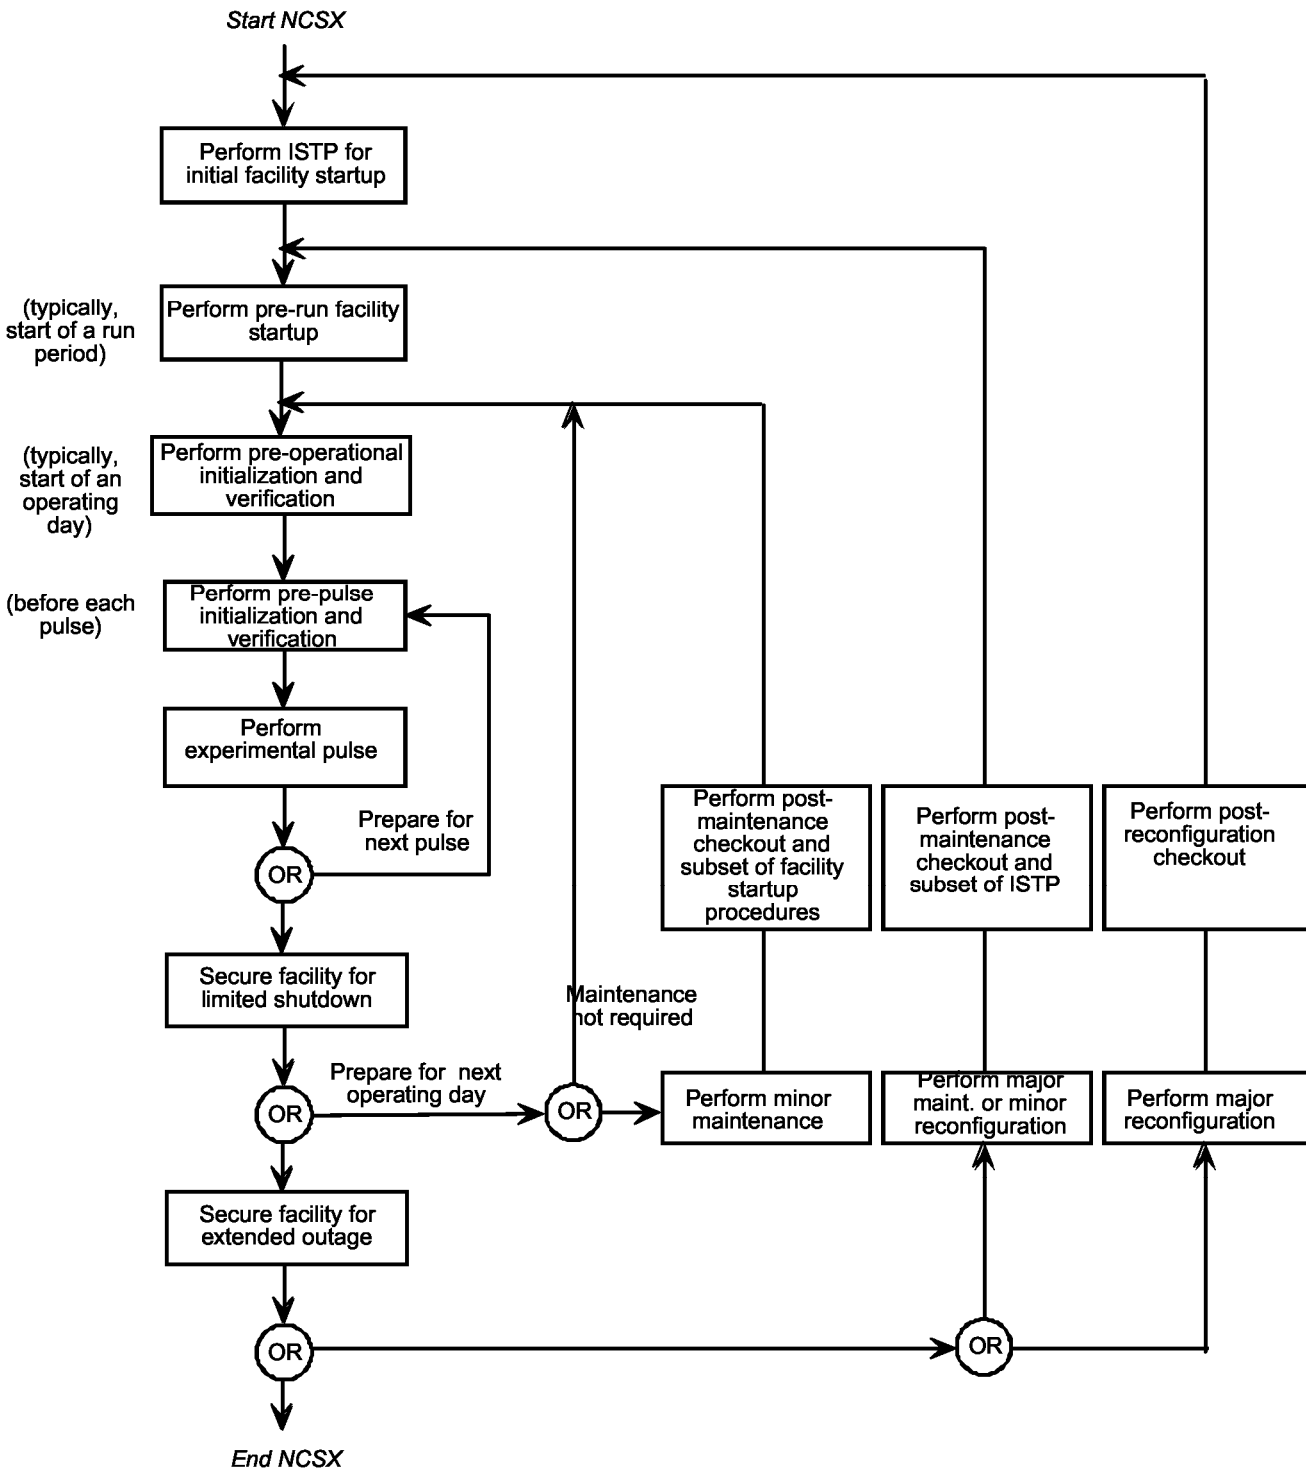 Start NCSX
Perform ISTP for
initial facility startup
(typically,
start of a run
period)
Perform pre-run facility
startup
(typically,
start of an
operating
day)
Perform pre-operational
initialization and
verification
(before each
pulse)
Perform pre-pulse
initialization and
verification
Perform
experimental pulse
Prepare for
next pulse
OR
Secure facility for
limited shutdown
OR
Prepare for next
operating day
OR
Maintenance
not required
Perform post-
maintenance
checkout and
subset of facility
startup
procedures
Perform minor
maintenance
Perform post-
maintenance
checkout and
subset of ISTP
Perform major
maint. or minor
reconfiguration
Perform post-
reconfiguration
checkout
Perform major
reconfiguration
Secure facility for
extended outage
OR
OR
End NCSX